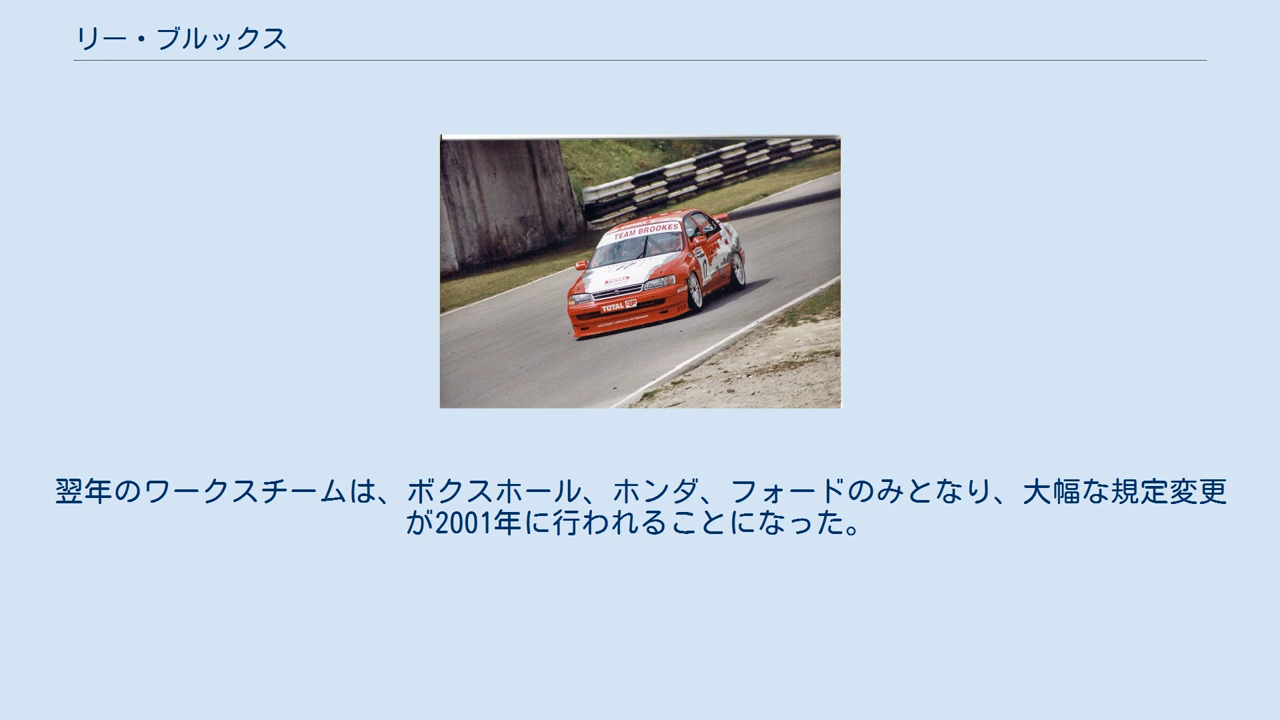 リー・ブルックス
TEAM BROOKES
17
TOTAL
翌年のワークスチームは、ボクスホール、ホンダ、フォードのみとなり、大幅な規定変更
が2001年に行われることになった。